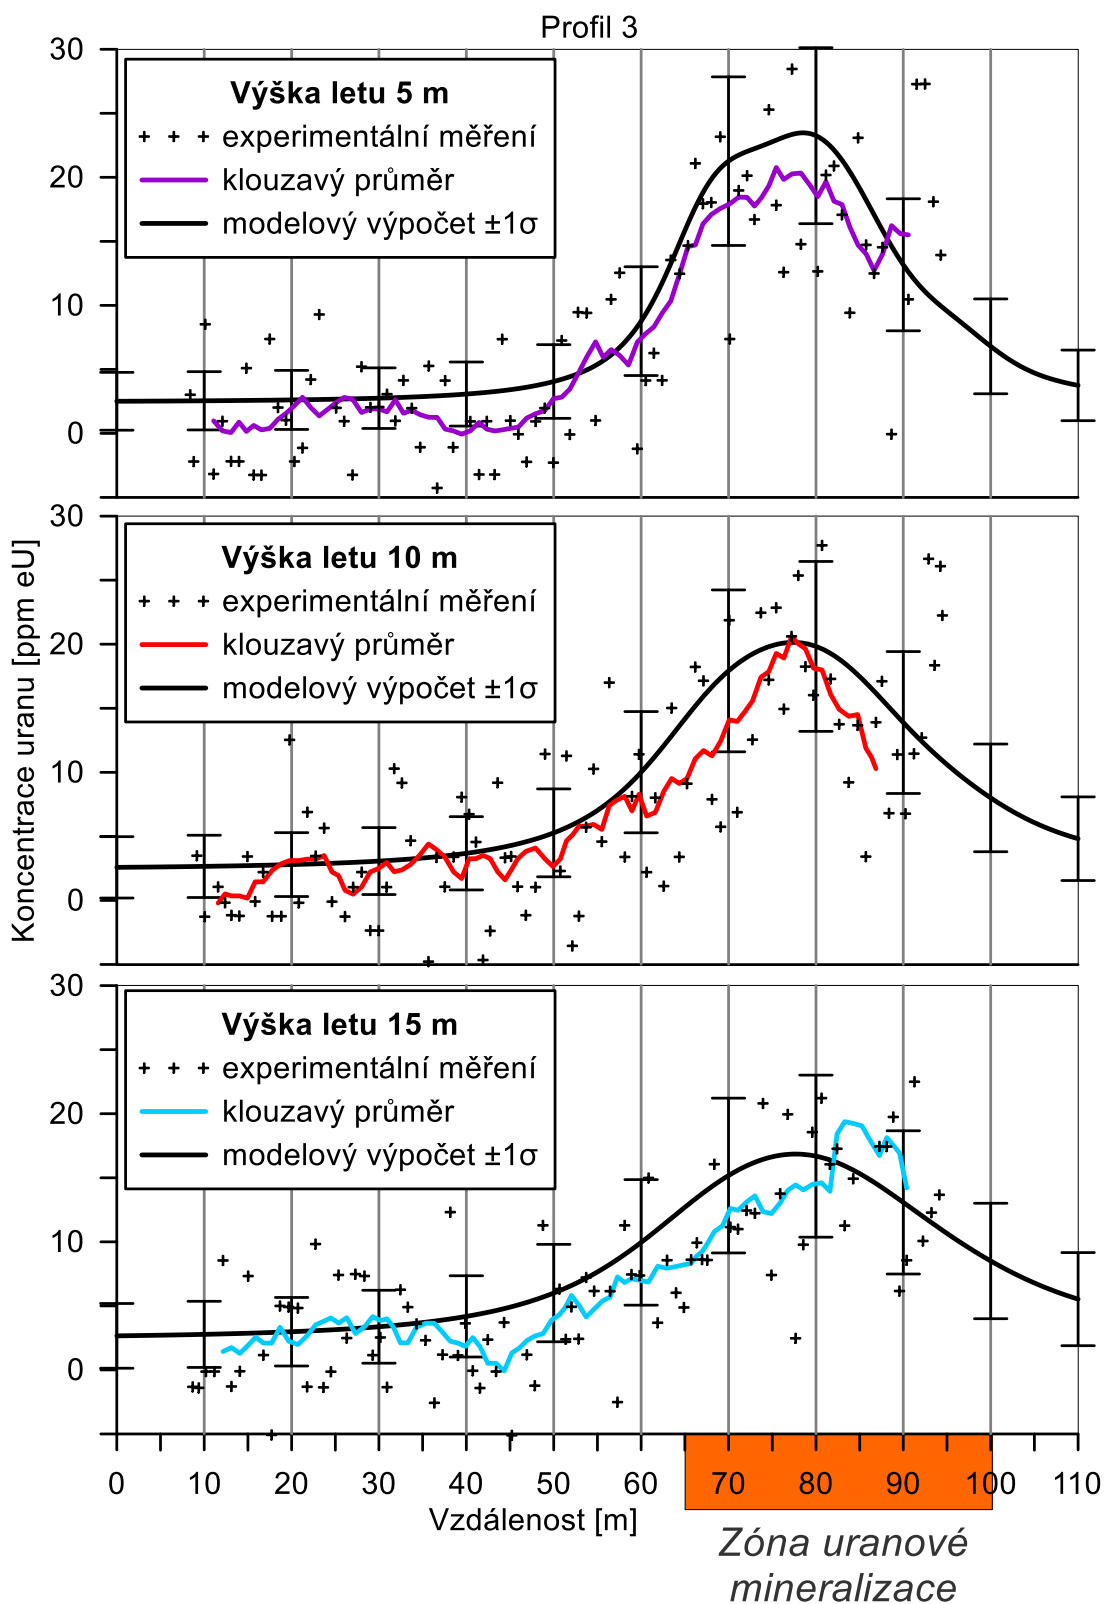 Profil 3
30
20
10
0
Výška letu 5 m
experimentální měření
klouzavý průměr
modelový výpočet ±1σ
Koncentrace uranu [ppm eU]
30
20
10
0
Výška letu 10 m
experimentální měření
klouzavý průměr
modelový výpočet ±1σ
30
20
10
0
Výška letu 15 m
experimentální měření
klouzavý průměr
modelový výpočet ±1σ
0 10 20 30 40 50 60 70 80 90 100 110
Vzdálenost [m]
Zóna uranové
mineralizace